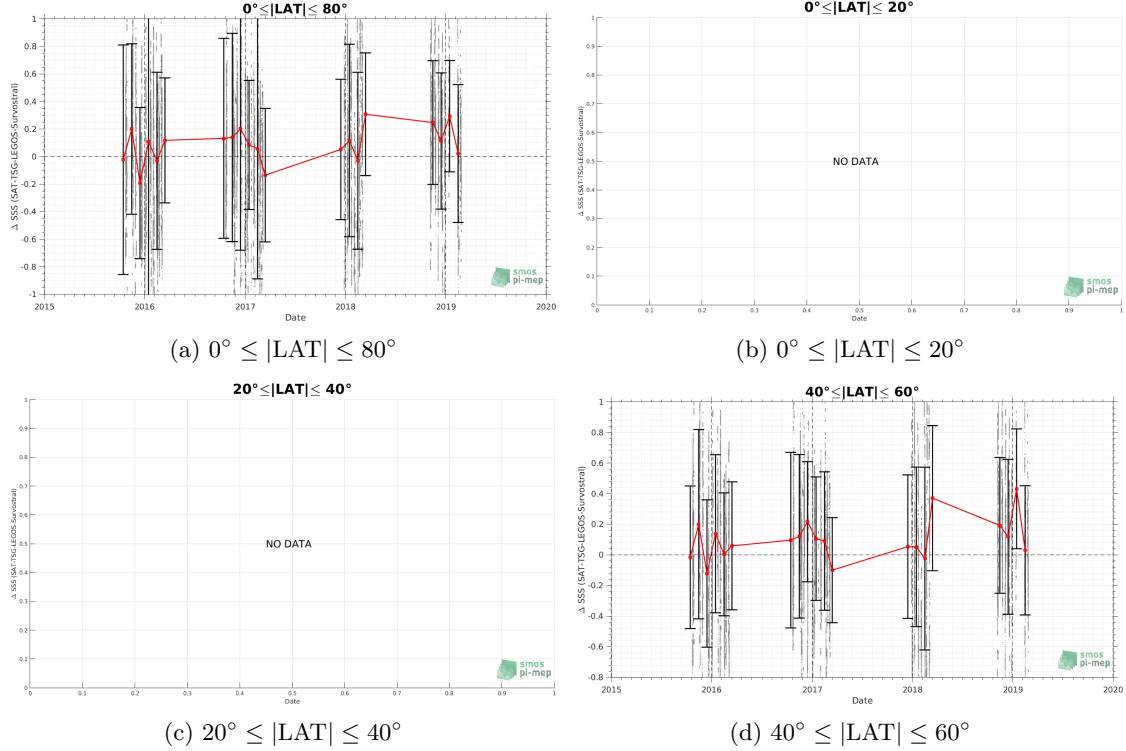 0°≤|LAT|≤ 80°
1
0.8
0.6
0.4
0.2
0
-0.2
-0.4
-0.6
-0.8
-1
Δ SSS (SAT-TSG-LEGOS-Survostral)
2015
2016
2017
2018
2019
2020
Date
smos
pi-mep
(a) 0° ≤ |LAT| ≤ 80°
0°≤|LAT|≤ 20°
1
0.9
0.8
0.7
0.6
0.5
0.4
0.3
0.2
0.1
0
Δ SSS (SAT-TSG-LEGOS-Survostral)
NO DATA
0
0.1
0.2
0.3
0.4
0.5
0.6
0.7
0.8
0.9
1
Date
smos
pi-mep
(b) 0° ≤ |LAT| ≤ 20°
20°≤|LAT|≤ 40°
1
0.9
0.8
0.7
0.6
0.5
0.4
0.3
0.2
0.1
0
Δ SSS (SAT-TSG-LEGOS-Survostral)
NO DATA
0
0.1
0.2
0.3
0.4
0.5
0.6
0.7
0.8
0.9
1
Date
smos
pi-mep
(c) 20° ≤ |LAT| ≤ 40°
40°≤|LAT|≤ 60°
1
0.8
0.6
0.4
0.2
0
-0.2
-0.4
-0.6
-0.8
Δ SSS (SAT-TSG-LEGOS-Survostral)
2015
2016
2017
2018
2019
2020
Date
smos
pi-mep
(d) 40° ≤ |LAT| ≤ 60°